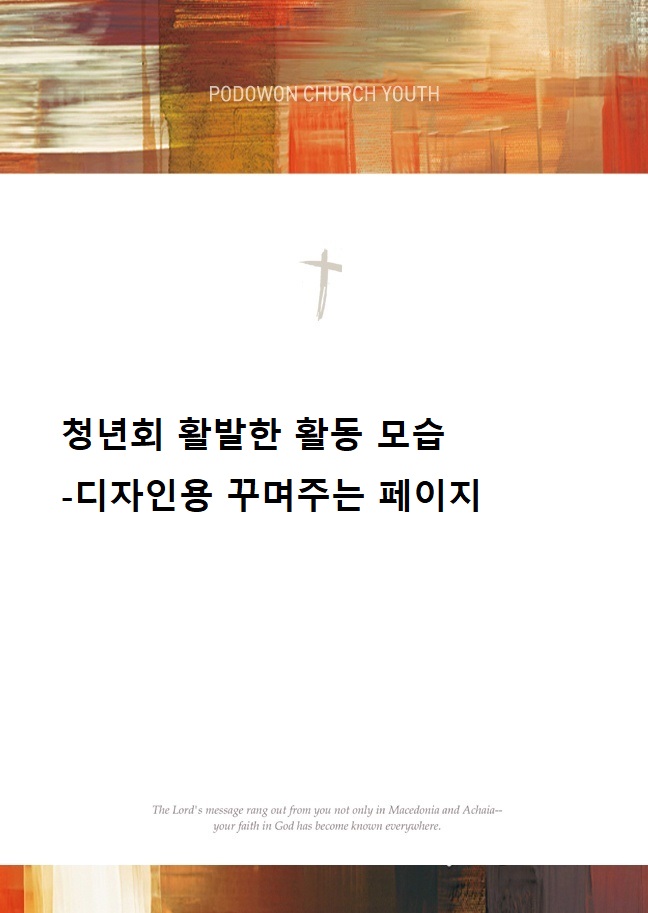 PODOWON CHURCH YOUTH
청년회 활발한 활동 모습
-디자인용 꾸며주는 페이지
The Lord's message rang out from you not only in Macedonia and Achaia--
your faith in God has become known everywhere.